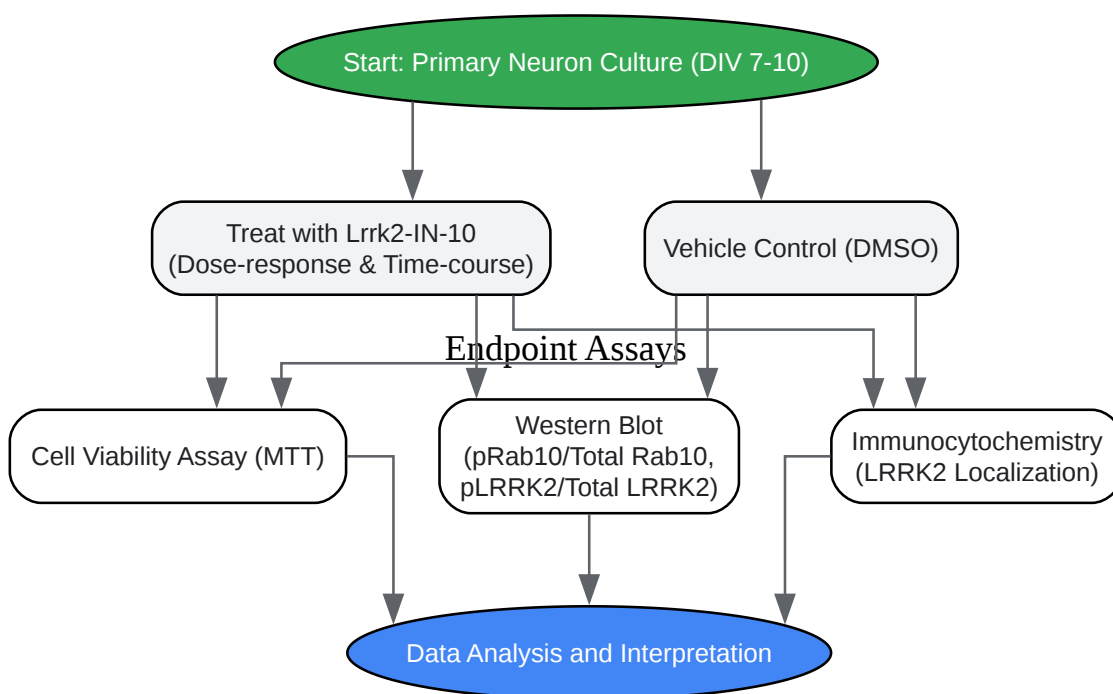 Start: Primary Neuron Culture (DIV 7-10)
Treat with Lrrk2-IN-10
(Dose-response & Time-course)
Vehicle Control (DMSO)
Endpoint Assays
Cell Viability Assay (MTT)
Western Blot
(pRab10/Total Rab10,
pLRRK2/Total LRRK2)
Immunocytochemistry
(LRRK2 Localization)
Data Analysis and Interpretation